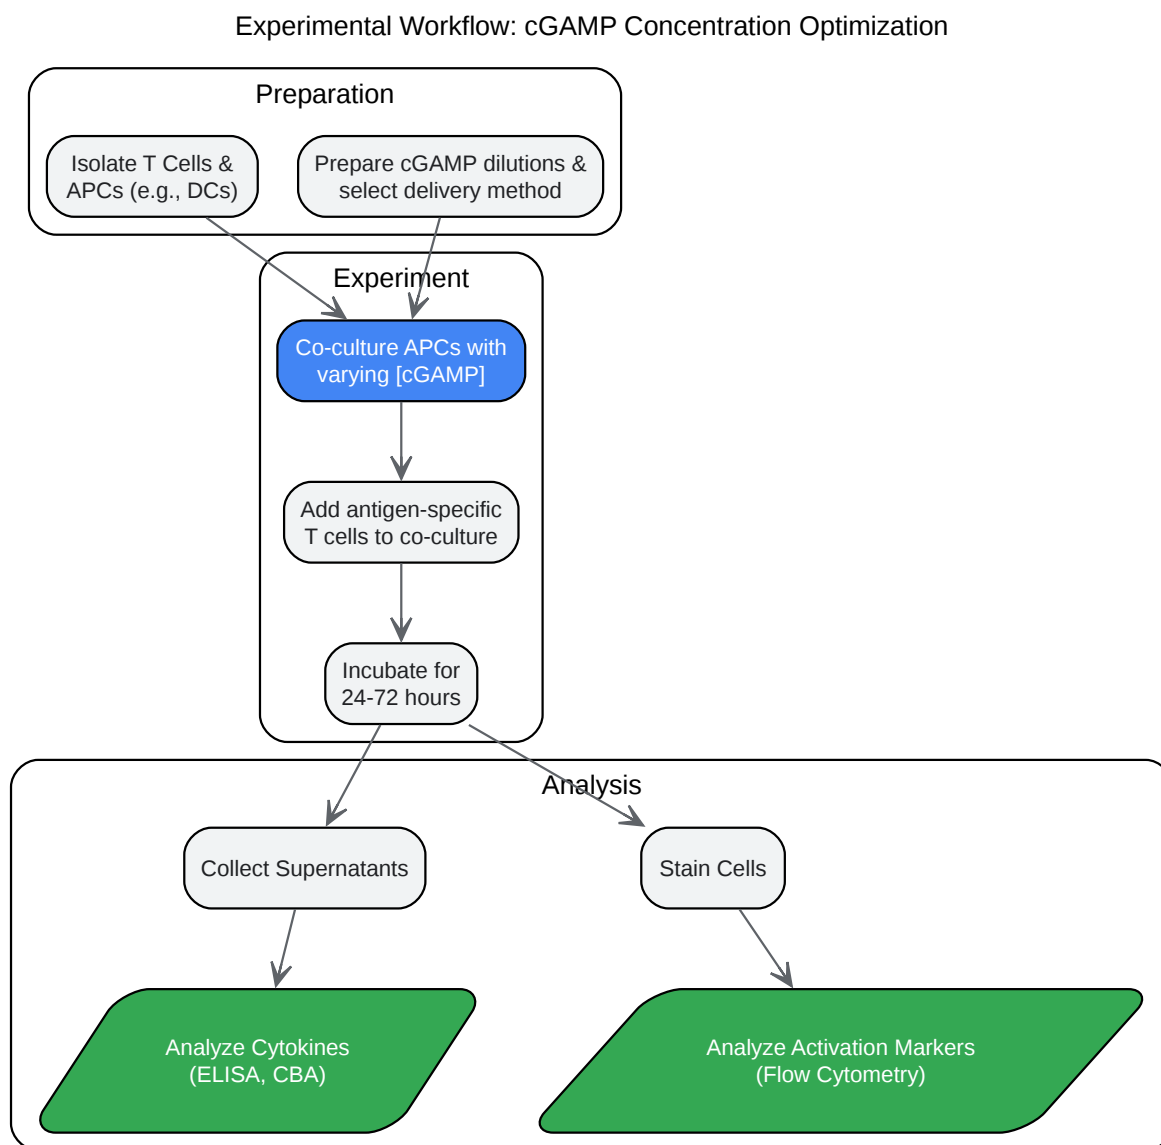 Experimental Workflow: cGAMP Concentration Optimization
Preparation
Isolate T Cells &
APCs (e.g., DCs)
Prepare cGAMP dilutions &
select delivery method
Experiment
Co-culture APCs with
varying [cGAMP]
Add antigen-specific
T cells to co-culture
Incubate for
24-72 hours
Analysis
Collect Supernatants
Stain Cells
Analyze Cytokines
(ELISA, CBA)
Analyze Activation Markers
(Flow Cytometry)